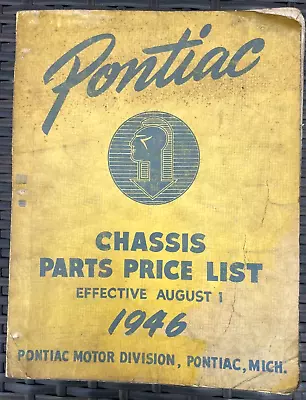 Pontiac
CHASSIS
PARTS PRICE LIST
EFFECTIVE AUGUST 1
1946
PONTIAC MOTOR DIVISION, PONTIAC, MICH.